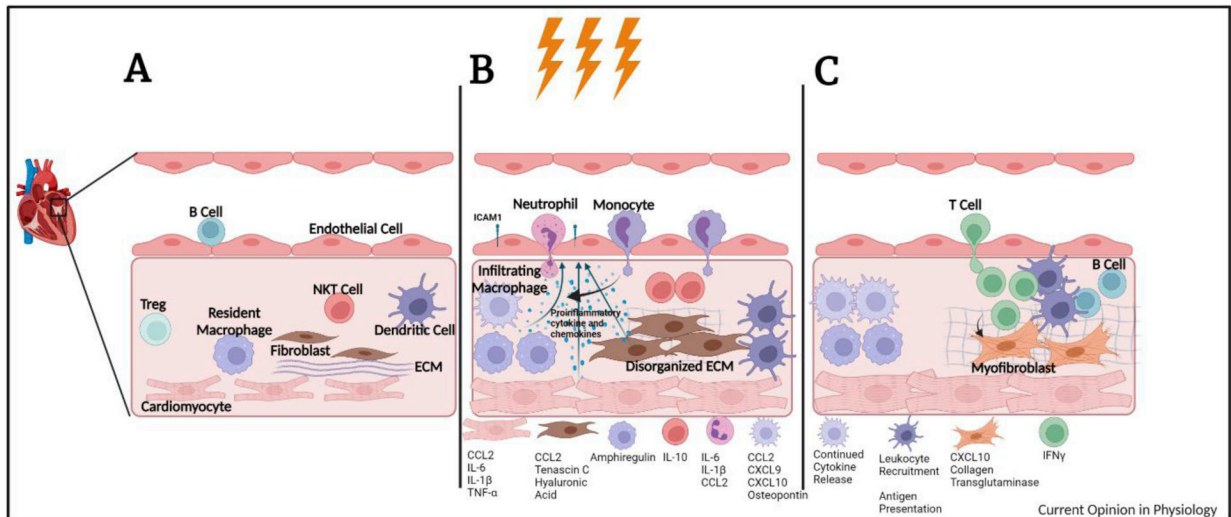 A
B Cell
Endothelial Cell
Treg
NKT Cell
Resident
Macrophage
Dendritic Cell
Fibroblast
ECM
Cardiomyocyte
B
Neutrophil
Monocyte
ICAM1
Infiltrating
Macrophage
Proinflammatory
cytokine and
chemokines
Disorganized ECM
CCL2
IL-6
IL-1β
TNF-α
CCL2
Tenascin C
Hyaluronic
Acid
Amphiregulin
IL-10
IL-6
IL-1β
CCL2
CCL2
CXCL9
CXCL10
Osteopontin
C
T Cell
B Cell
Myofibroblast
Continued
Cytokine
Release
Leukocyte
Recruitment
Antigen
Presentation
CXCL10
Collagen
Transglutaminase
IFNγ
Current Opinion in Physiology